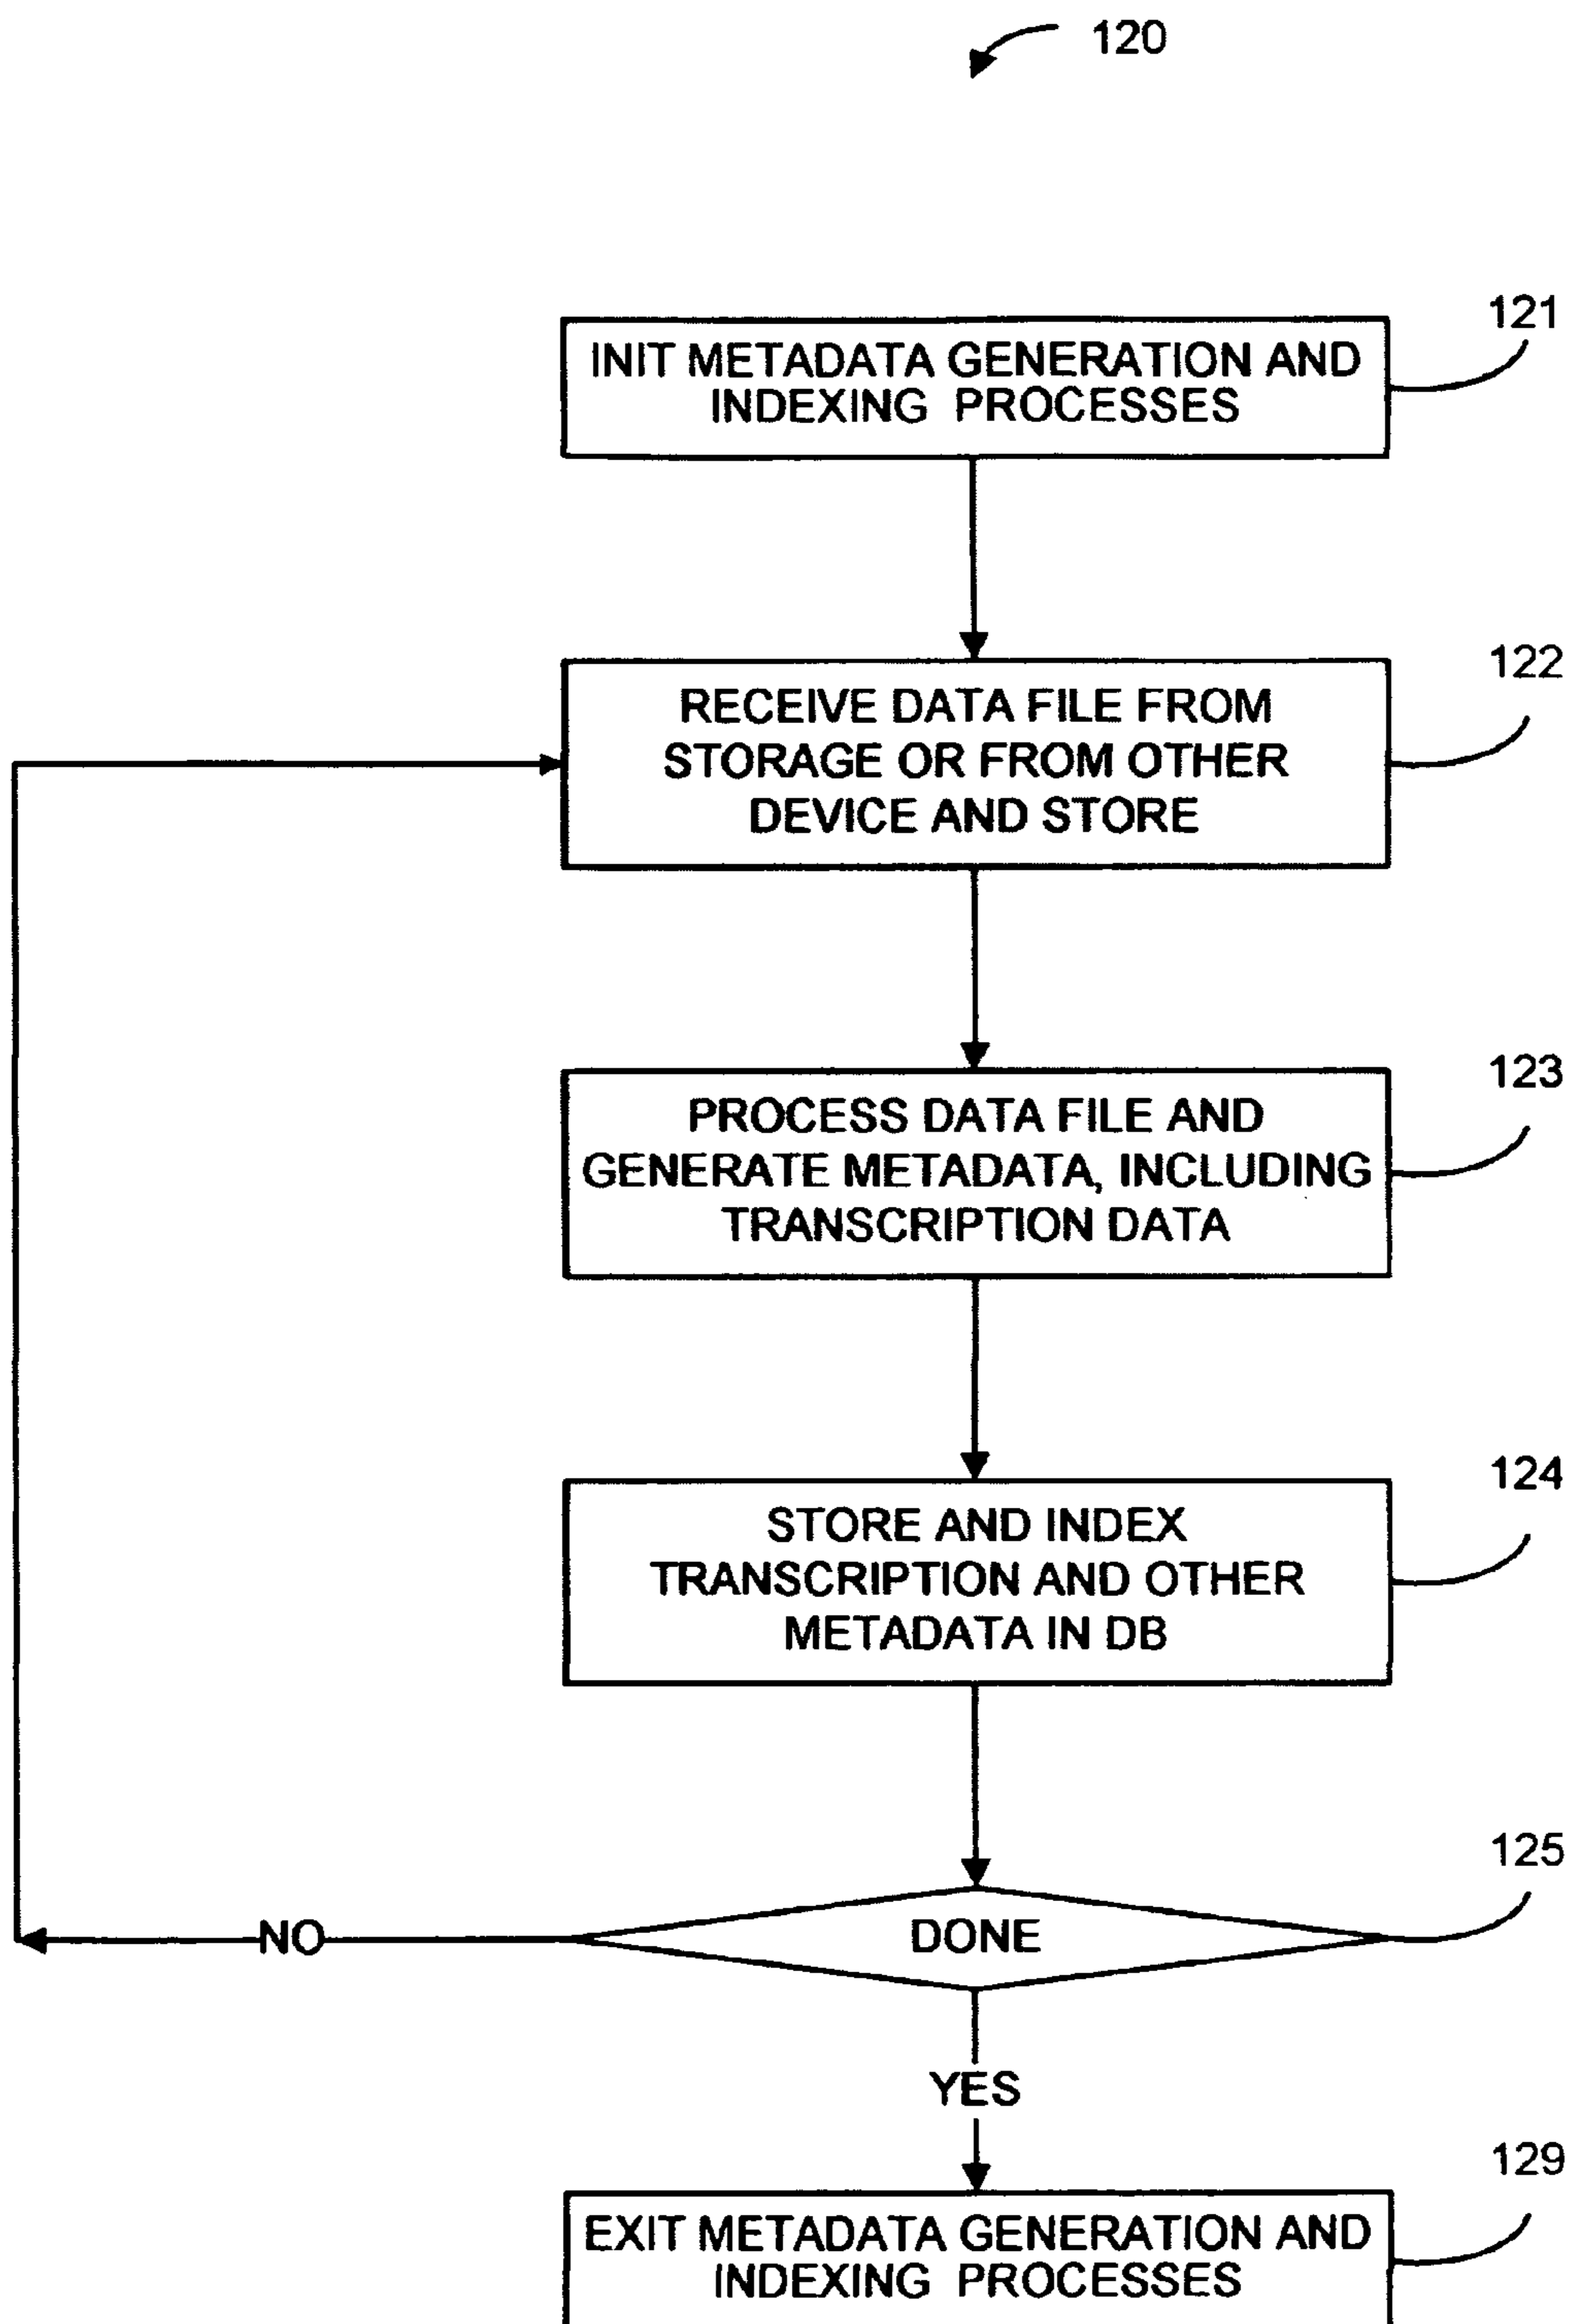 120
121
INIT METADATA GENERATION AND
INDEXING PROCESSES
122
RECEIVE DATA FILE FROM
STORAGE OR FROM OTHER
DEVICE AND STORE
123
PROCESS DATA FILE AND
GENERATE METADATA, INCLUDING
TRANSCRIPTION DATA
124
STORE AND INDEX
TRANSCRIPTION AND OTHER
METADATA IN DB
125
DONE
NO
YES
129
EXIT METADATA GENERATION AND
INDEXING PROCESSES